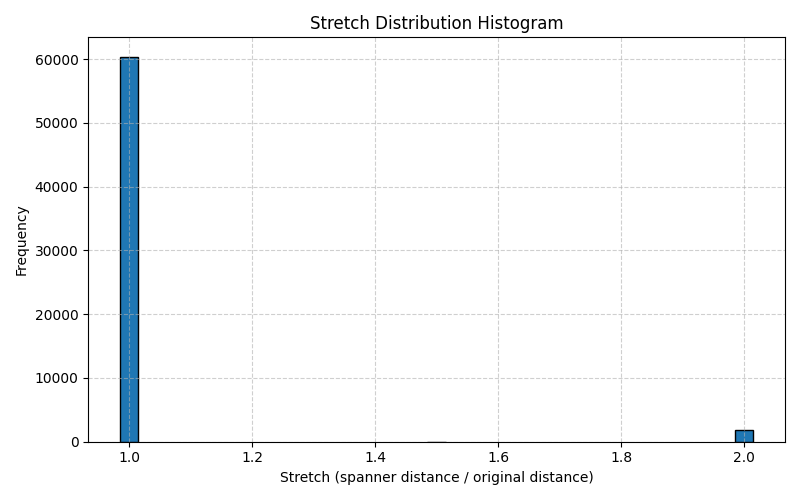 Stretch Distribution Histogram
Frequency
60000
50000
40000
30000
20000
10000
0
1.0 1.2 1.4 1.6 1.8 2.0
Stretch (spanner distance / original distance)